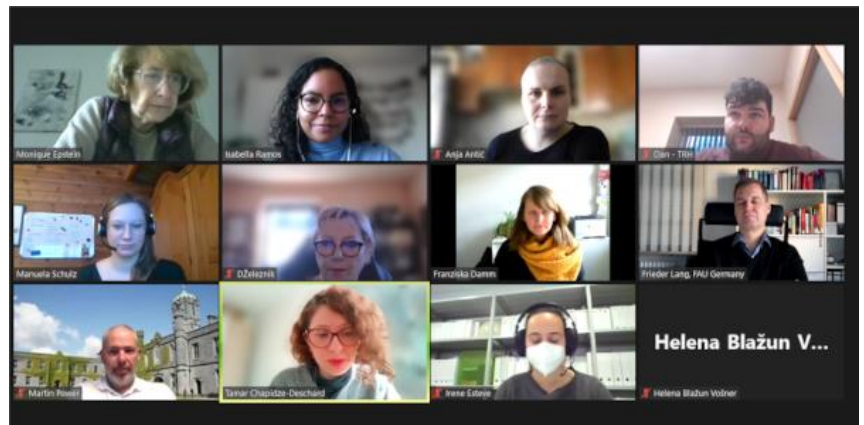 Monique Epstein
Isabella Ramos
Anja Antić
Dan - TRH
Manuela Schulz
DŽeleznik
Franziska Damm
Frieder Lang, FAU Germany
Helena Blažun V...
Martin Power
Tamar Chapidze-Deschard
Irene Esteve
Helena Blažun Vošner